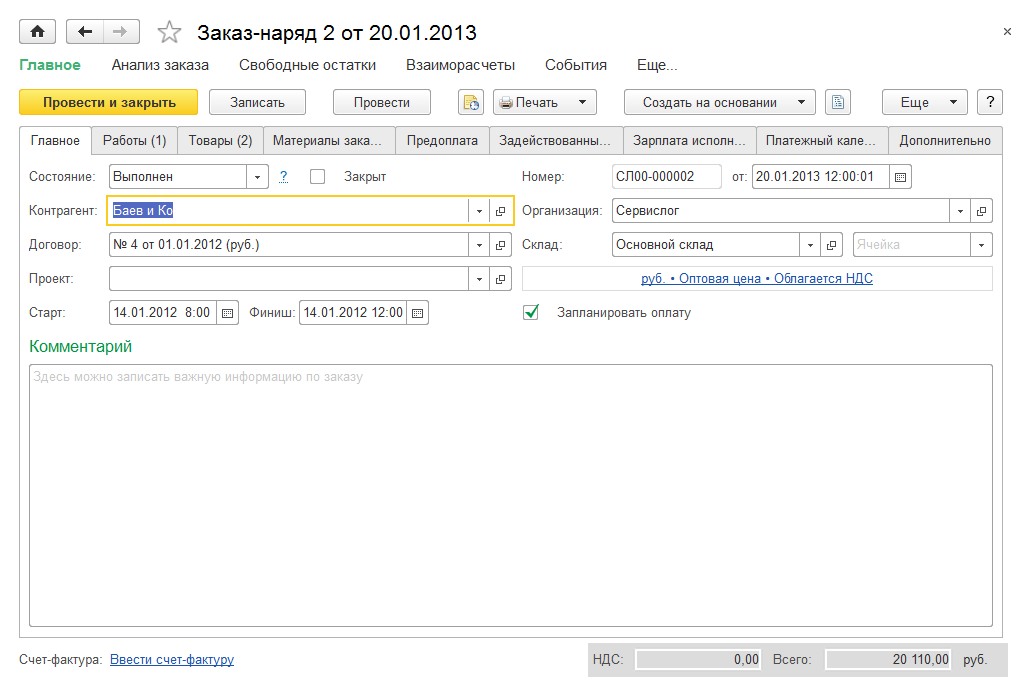 Заказ-наряд 2 от 20.01.2013
Главное Анализ заказа Свободные остатки Взаиморасчеты События Еще...
Провести и закрыть Записать Провести Печать Создать на основании Еще ?
Главное Работы (1) Товары (2) Материалы зака... Предоплата Задействованны... Зарплата исполн... Платежный кале... Дополнительно
Состояние: Выполнен ? Закрыт Номер: СЛ00-000002 от: 20.01.2013 12:00:01
Контрагент: Баев и Ко Организация: Сервислог
Договор: № 4 от 01.01.2012 (руб.) Склад: Основной склад Ячейка
Проект: руб. • Оптовая цена • Облагается НДС
Старт: 14.01.2012 8:00 Финиш: 14.01.2012 12:00 Запланировать оплату
Комментарий
Здесь можно записать важную информацию по заказу
Счет-фактура: Ввести счет-фактуру НДС: 0,00 Всего: 20 110,00 руб.